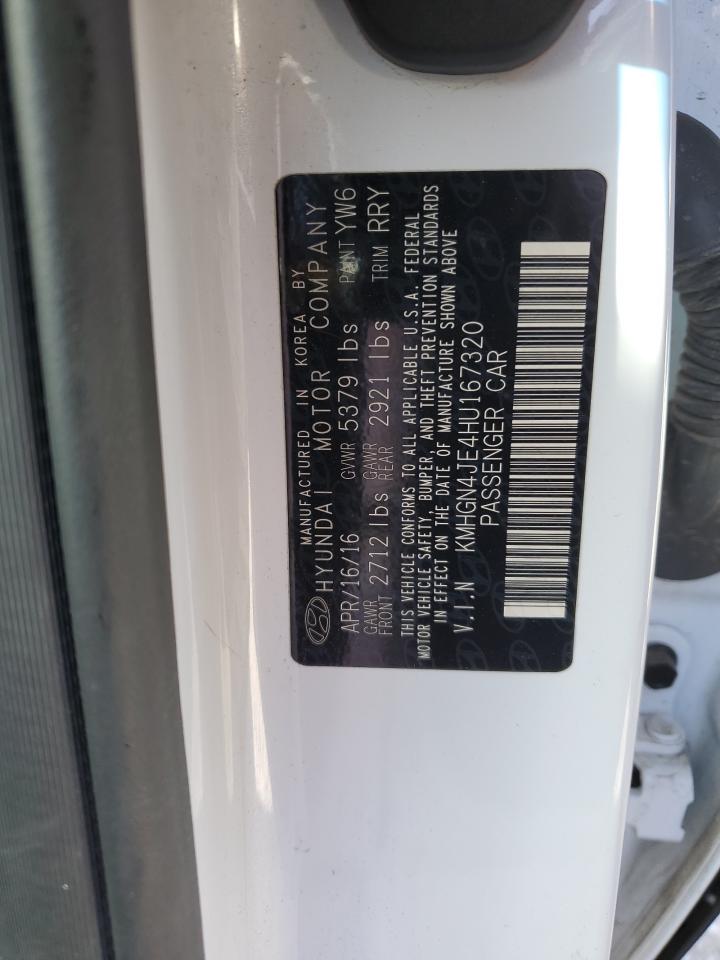 MANUFACTURED IN KOREA BY
HYUNDAI MOTOR COMPANY
APR/16/16 GVWR 5379 lbs PAINT YW6
GAWR FRONT 2712 lbs GAWR REAR 2921 lbs TRIM RRY
THIS VEHICLE CONFORMS TO ALL APPLICABLE U.S.A. FEDERAL
MOTOR VEHICLE SAFETY, BUMPER, AND THEFT PREVENTION STANDARDS
IN EFFECT ON THE DATE OF MANUFACTURE SHOWN ABOVE
V.I.N KMHGN4JE4HU167320
PASSENGER CAR